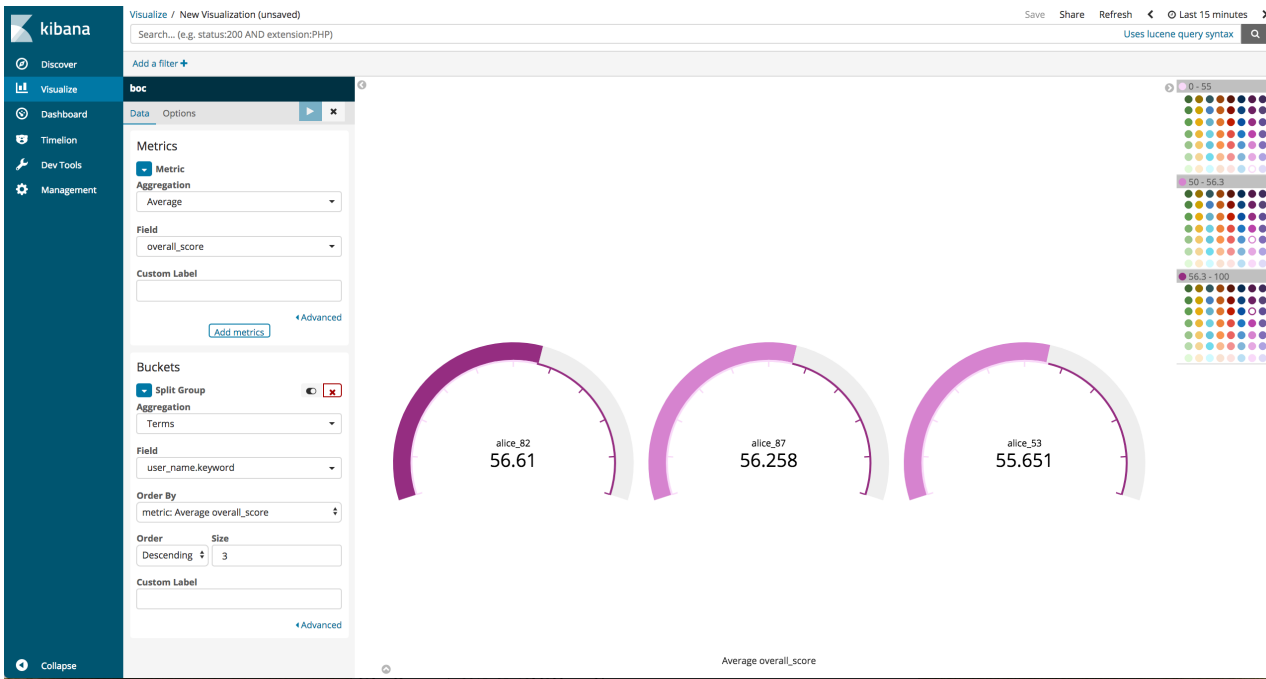 kibana
Discover
Visualize
Dashboard
Timelion
Dev Tools
Management
Collapse
Visualize / New Visualization (unsaved)
Save Share Refresh Last 15 minutes
Search... (e.g. status:200 AND extension:PHP)
Uses lucene query syntax
Add a filter
boc
Data Options
Metrics
Metric
Aggregation
Average
Field
overall_score
Custom Label
Advanced
Add metrics
Buckets
Split Group
Aggregation
Terms
Field
user_name.keyword
Order By
metric: Average overall_score
Order Size
Descending 3
Custom Label
Advanced
alice_82
56.61
alice_87
56.258
alice_53
55.651
Average overall_score
0 - 55
50 - 56.3
56.3 - 100